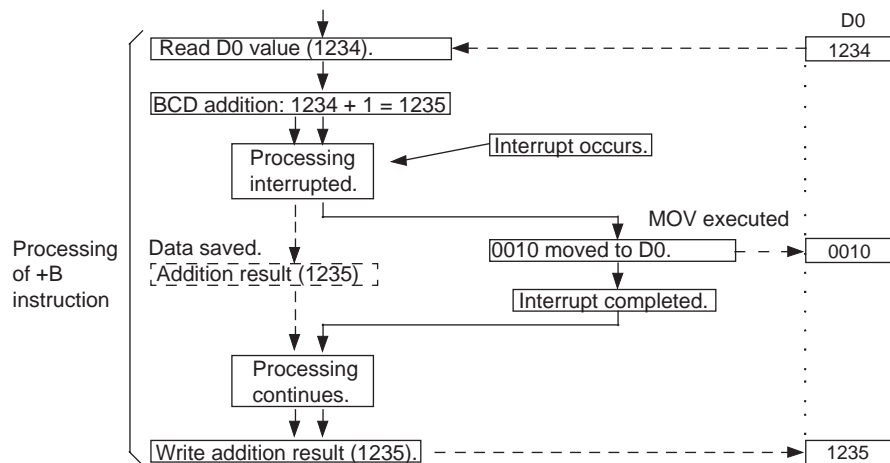 D0
Read D0 value (1234).
1234
BCD addition: 1234 + 1 = 1235
Interrupt occurs.
Processing
interrupted.
MOV executed
Processing
of +B
instruction
Data saved.
Addition result (1235)
0010 moved to D0.
0010
Interrupt completed.
Processing
continues.
Write addition result (1235).
1235